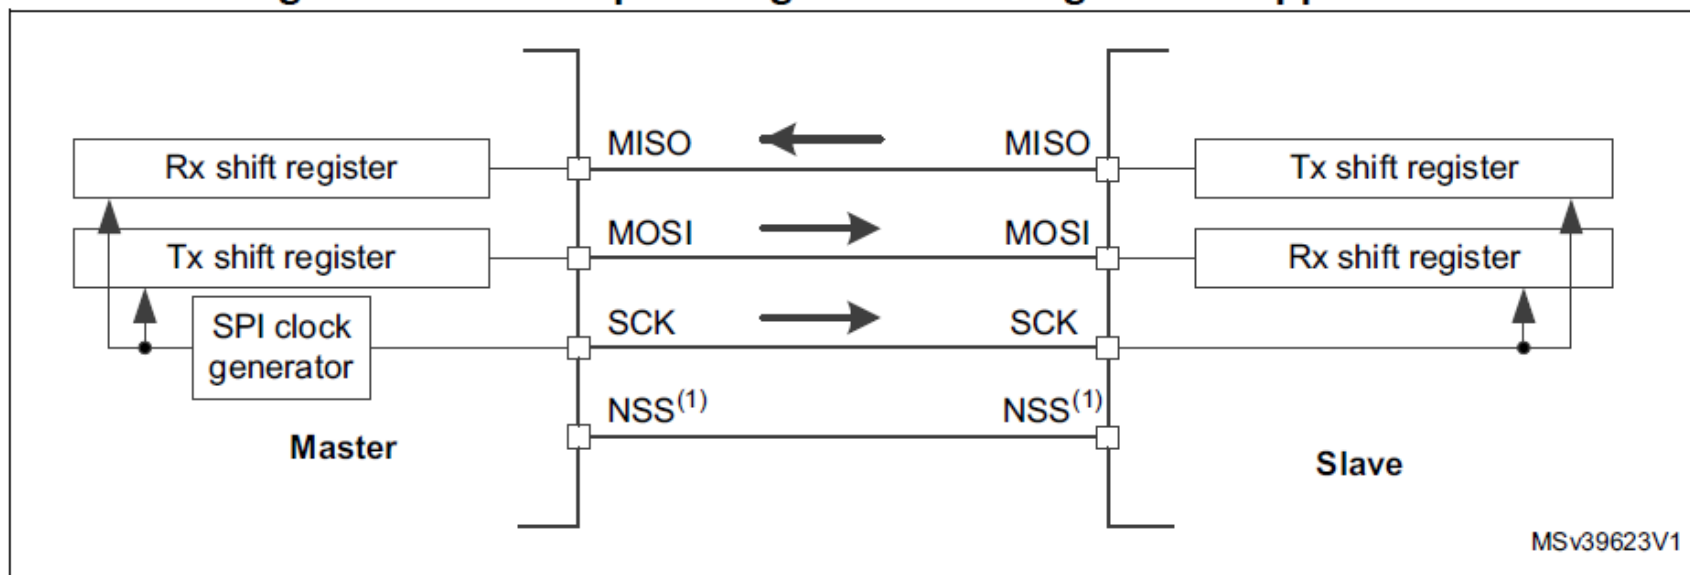 MISO MISO
Rx shift register Tx shift register
MOSI MOSI
Tx shift register Rx shift register
SPI clock
generator
SCK SCK
NSS(1) NSS(1)
Master Slave
MSv39623V1